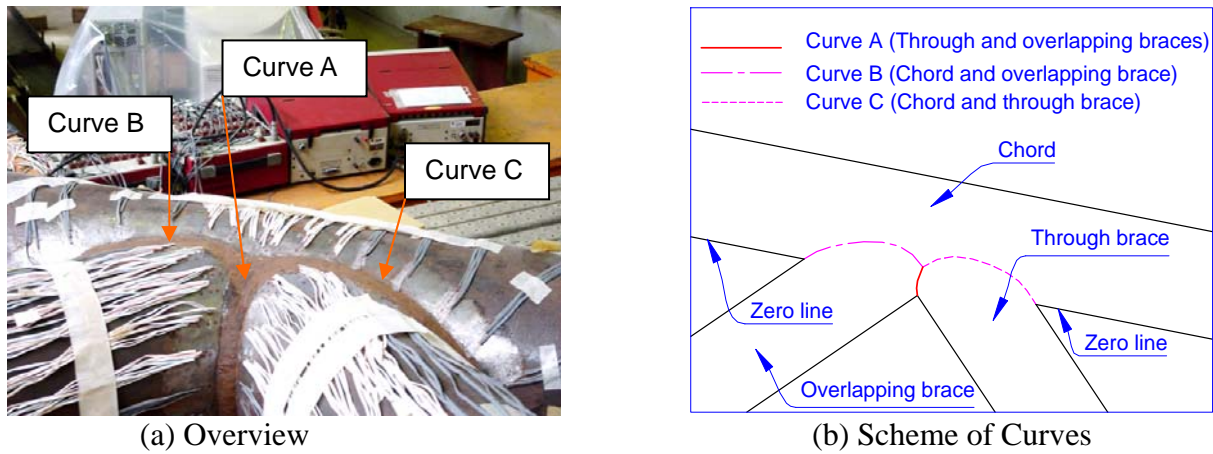 Curve A
Curve B
Curve C
(a) Overview
Curve A (Through and overlapping braces)
Curve B (Chord and overlapping brace)
Curve C (Chord and through brace)
Chord
Through brace
Zero line
Zero line
Overlapping brace
(b) Scheme of Curves